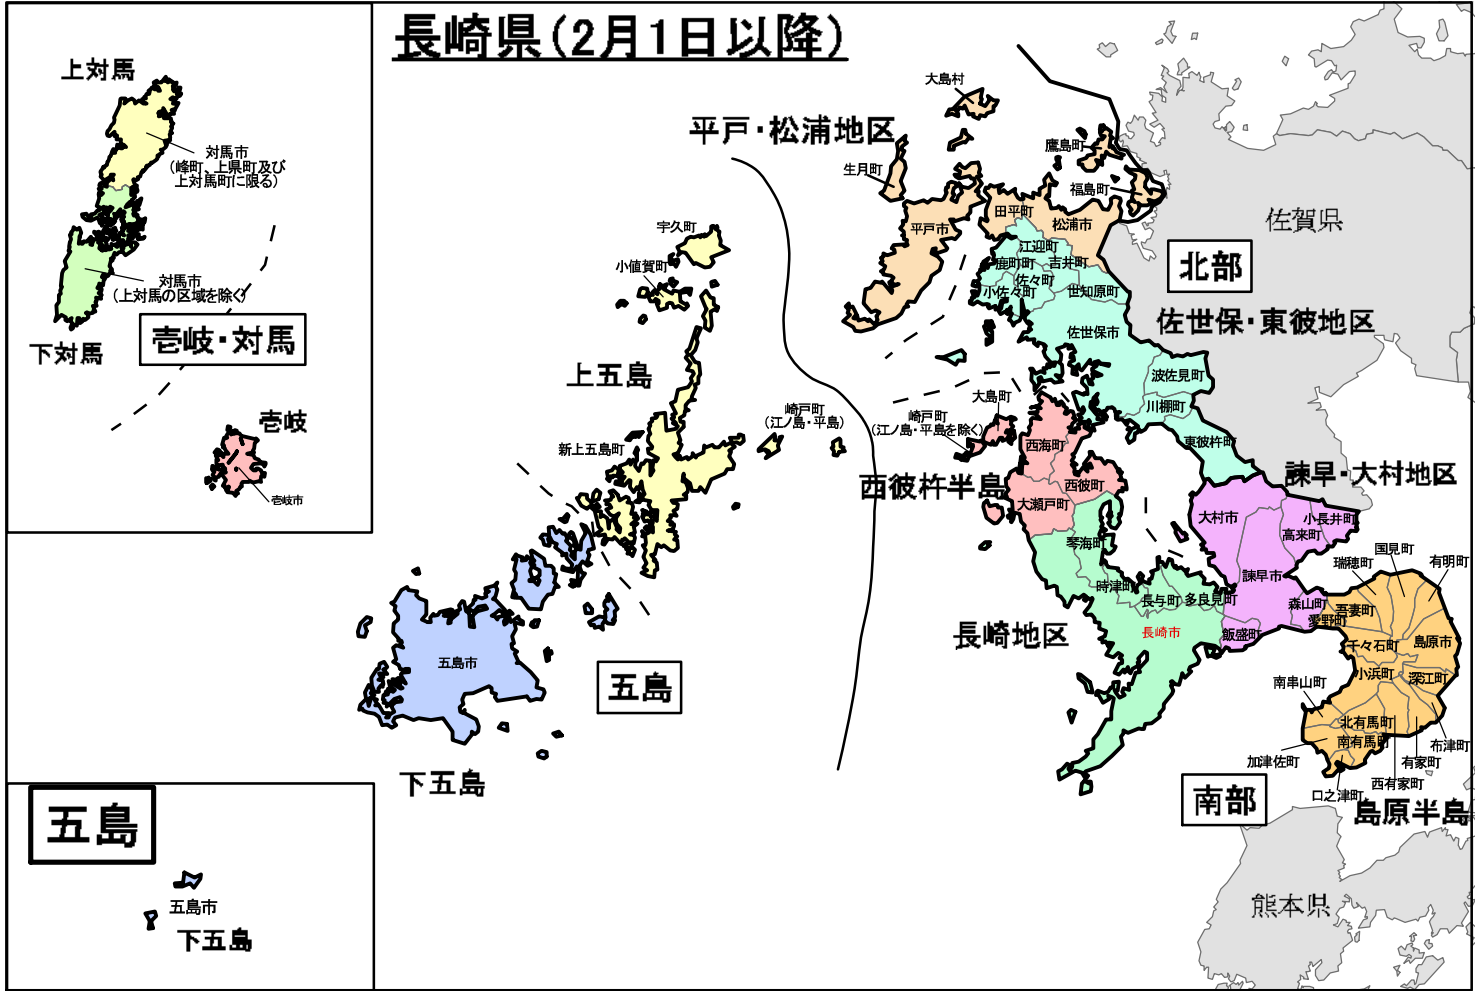 長崎県(2月1日以降)
上対馬
対馬市
(峰町、上県町及び
上対馬町に限る)
対馬市
(上対馬の区域を除く)
下対馬
壱岐・対馬
壱岐
壱岐市
平戸・松浦地区
大島村
生月町
鷹島町
福島町
平戸市
田平町
松浦市
佐賀県
北部
江迎町
鹿町町
吉井町
佐々町
小佐々町
世知原町
佐世保市
佐世保・東彼地区
波佐見町
川棚町
東彼杵町
宇久町
小値賀町
上五島
新上五島町
崎戸町
(江ノ島・平島)
大島町
崎戸町
(江ノ島・平島を除く)
西海町
西彼町
西彼杵半島
大瀬戸町
諫早・大村地区
大村市
小長井町
高来町
諫早市
森山町
飯盛町
琴海町
時津町
長与町
多良見町
長崎市
長崎地区
国見町
瑞穂町
有明町
吾妻町
愛野町
千々石町
島原市
小浜町
深江町
南串山町
北有馬町
南有馬町
加津佐町
布津町
有家町
西有家町
口之津町
島原半島
南部
熊本県
五島市
五島
下五島
五島
五島市
下五島